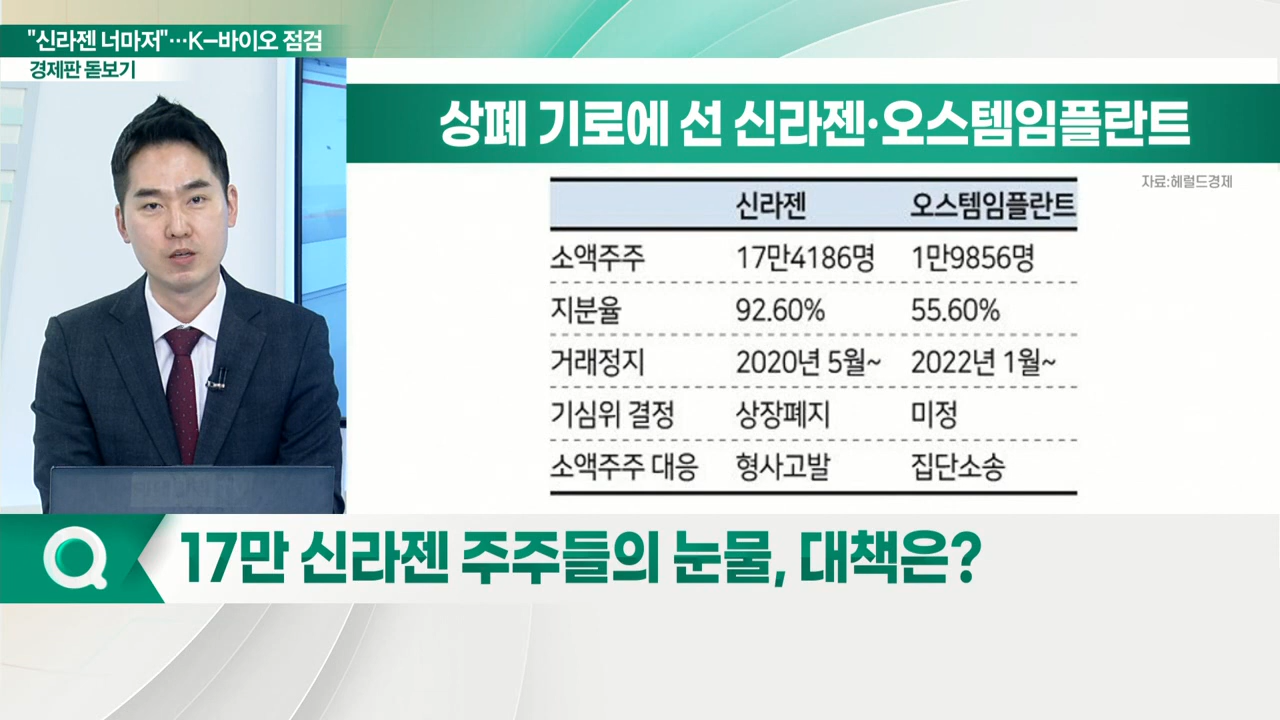 "신라젠 너마저"…K-바이오 점검
경제판 돋보기
상폐 기로에 선 신라젠·오스템임플란트
자료:헤럴드경제
신라젠 오스템임플란트
소액주주 17만4186명 1만9856명
지분율 92.60% 55.60%
거래정지 2020년 5월~ 2022년 1월~
기심위 결정 상장폐지 미정
소액주주 대응 형사고발 집단소송
17만 신라젠 주주들의 눈물, 대책은?